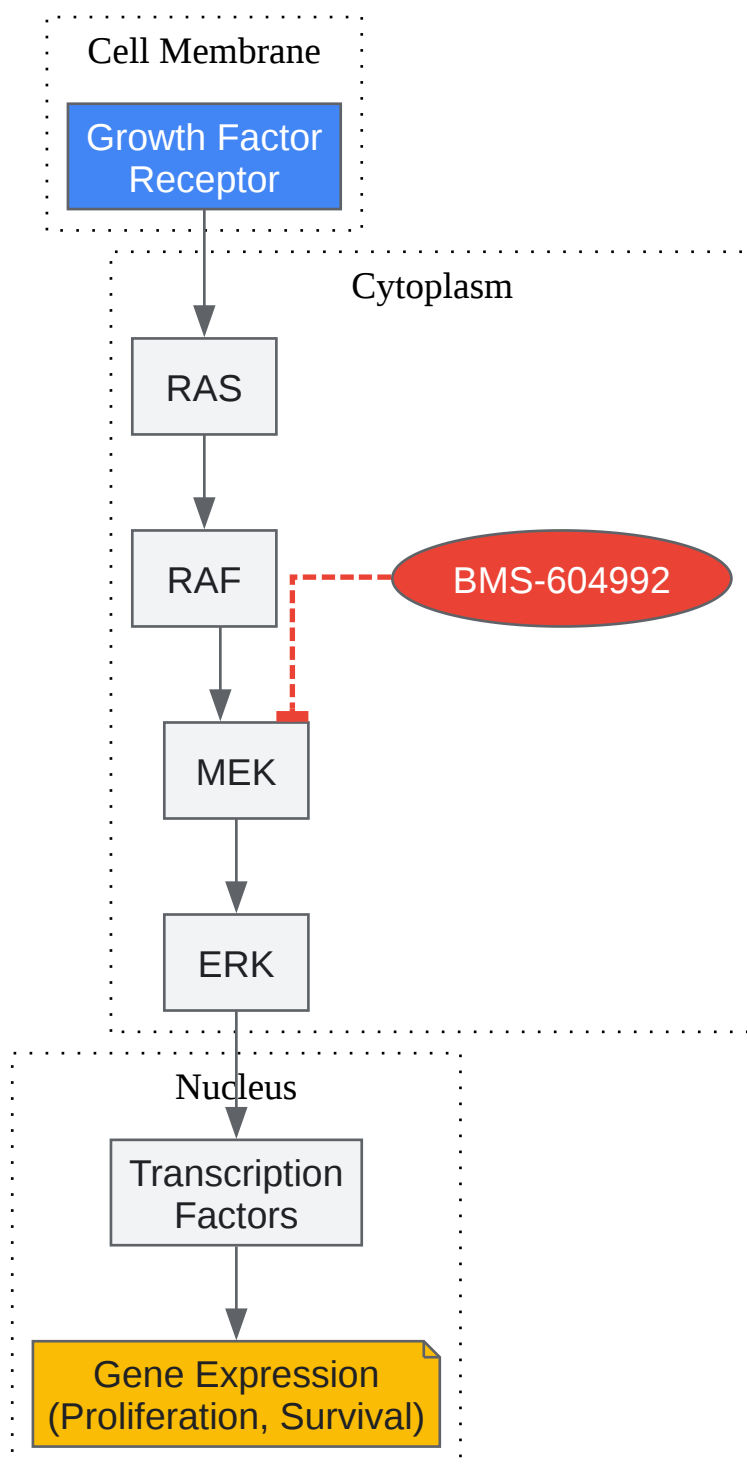 Cell Membrane
Growth Factor
Receptor
Cytoplasm
RAS
RAF
BMS-604992
MEK
ERK
Nucleus
Transcription
Factors
Gene Expression
(Proliferation, Survival)